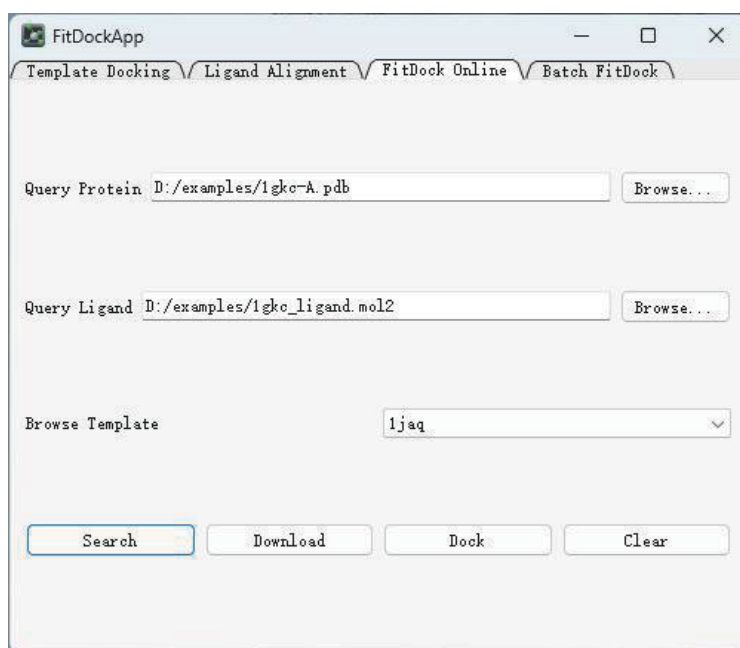 FitDockApp
Template Docking Ligand Alignment FitDock Online Batch FitDock
Query Protein D:/examples/1gkc-A.pdb Browse...
Query Ligand D:/examples/1gkc_ligand.mol2 Browse...
Browse Template 1jaq
Search Download Dock Clear